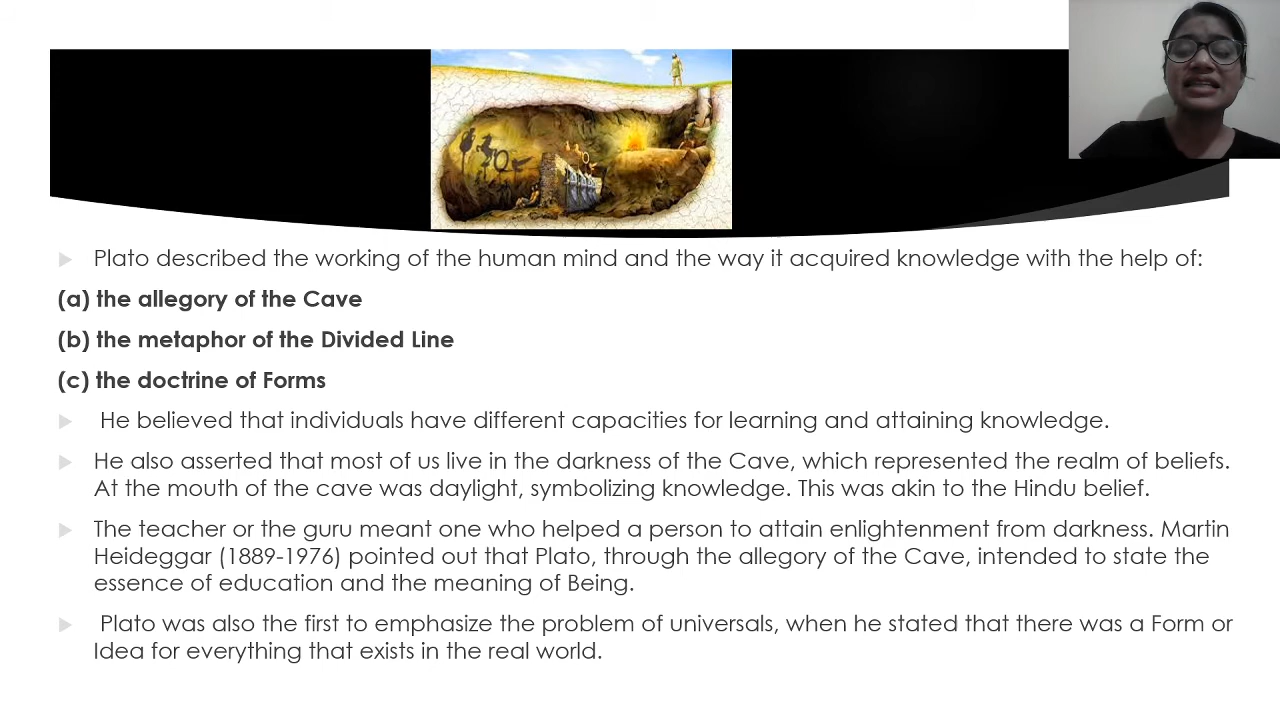 Plato described the working of the human mind and the way it acquired knowledge with the help of:
(a) the allegory of the Cave
(b) the metaphor of the Divided Line
(c) the doctrine of Forms
He believed that individuals have different capacities for learning and attaining knowledge.
He also asserted that most of us live in the darkness of the Cave, which represented the realm of beliefs.
At the mouth of the cave was daylight, symbolizing knowledge. This was akin to the Hindu belief.
The teacher or the guru meant one who helped a person to attain enlightenment from darkness. Martin
Heideggar (1889-1976) pointed out that Plato, through the allegory of the Cave, intended to state the
essence of education and the meaning of Being.
Plato was also the first to emphasize the problem of universals, when he stated that there was a Form or
Idea for everything that exists in the real world.